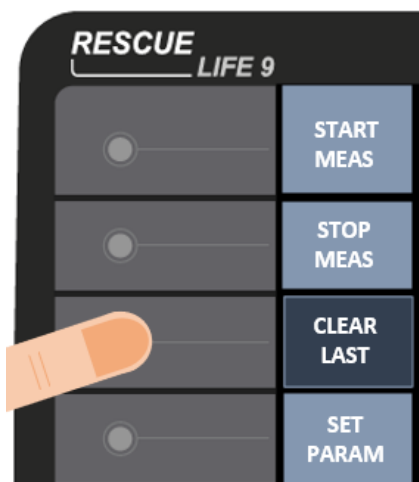 RESCUE
LIFE 9
START
MEAS
STOP
MEAS
CLEAR
LAST
SET
PARAM